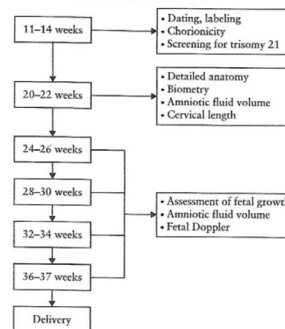 11–14 weeks
• Dating, labeling
• Chorionicity
• Screening for trisomy 21
20–22 weeks
• Detailed anatomy
• Biometry
• Amniotic fluid volume
• Cervical length
24–26 weeks
28–30 weeks
32–34 weeks
36–37 weeks
• Assessment of fetal growth
• Amniotic fluid volume
• Fetal Doppler
Delivery